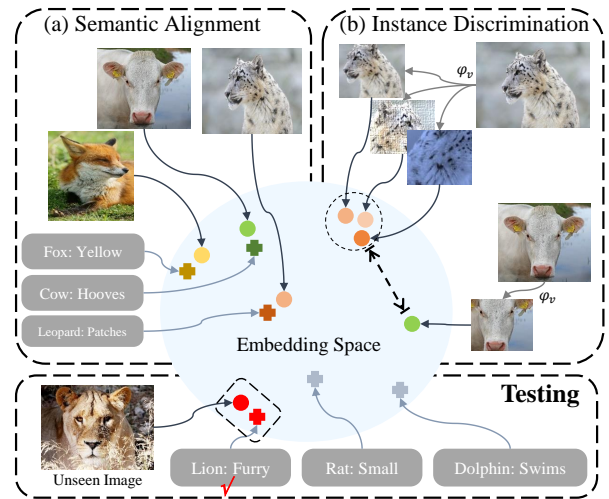 (a) Semantic Alignment
(b) Instance Discrimination
φᵥ
Fox: Yellow
Cow: Hooves
φᵥ
Leopard: Patches
Embedding Space
Testing
Unseen Image
Lion: Furry
Rat: Small
Dolphin: Swims